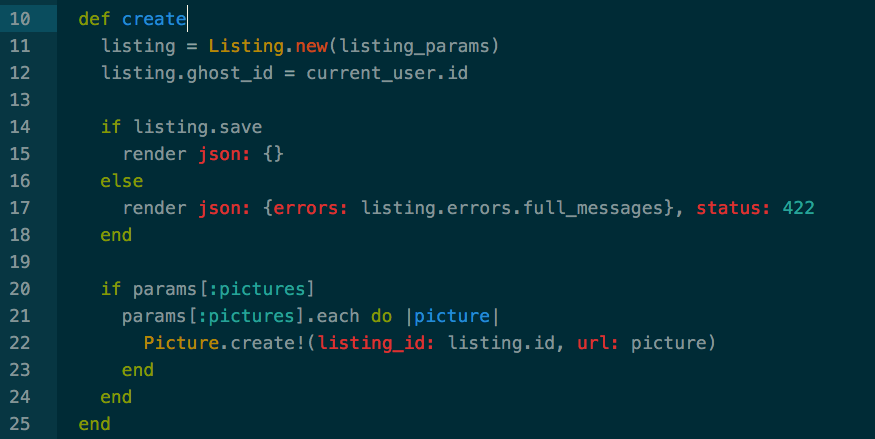 10 def create
11 listing = Listing.new(listing_params)
12 listing.ghost_id = current_user.id
13
14 if listing.save
15 render json: {}
16 else
17 render json: {errors: listing.errors.full_messages}, status: 422
18 end
19
20 if params[:pictures]
21 params[:pictures].each do |picture|
22 Picture.create!(listing_id: listing.id, url: picture)
23 end
24 end
25 end